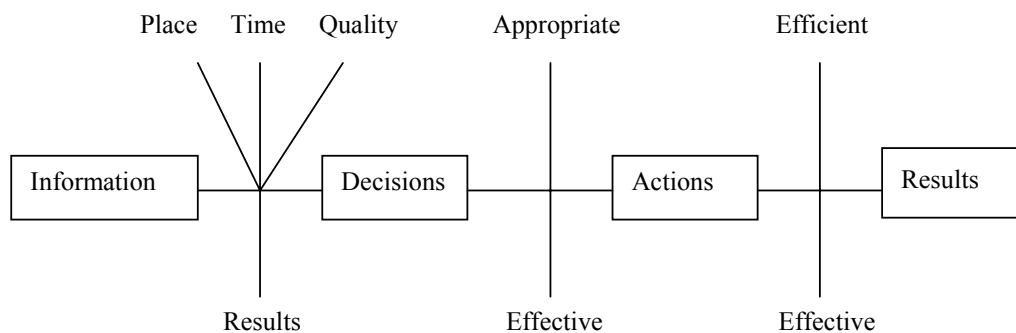 Place Time Quality Appropriate Efficient
Information Decisions Actions Results
Results Effective Effective